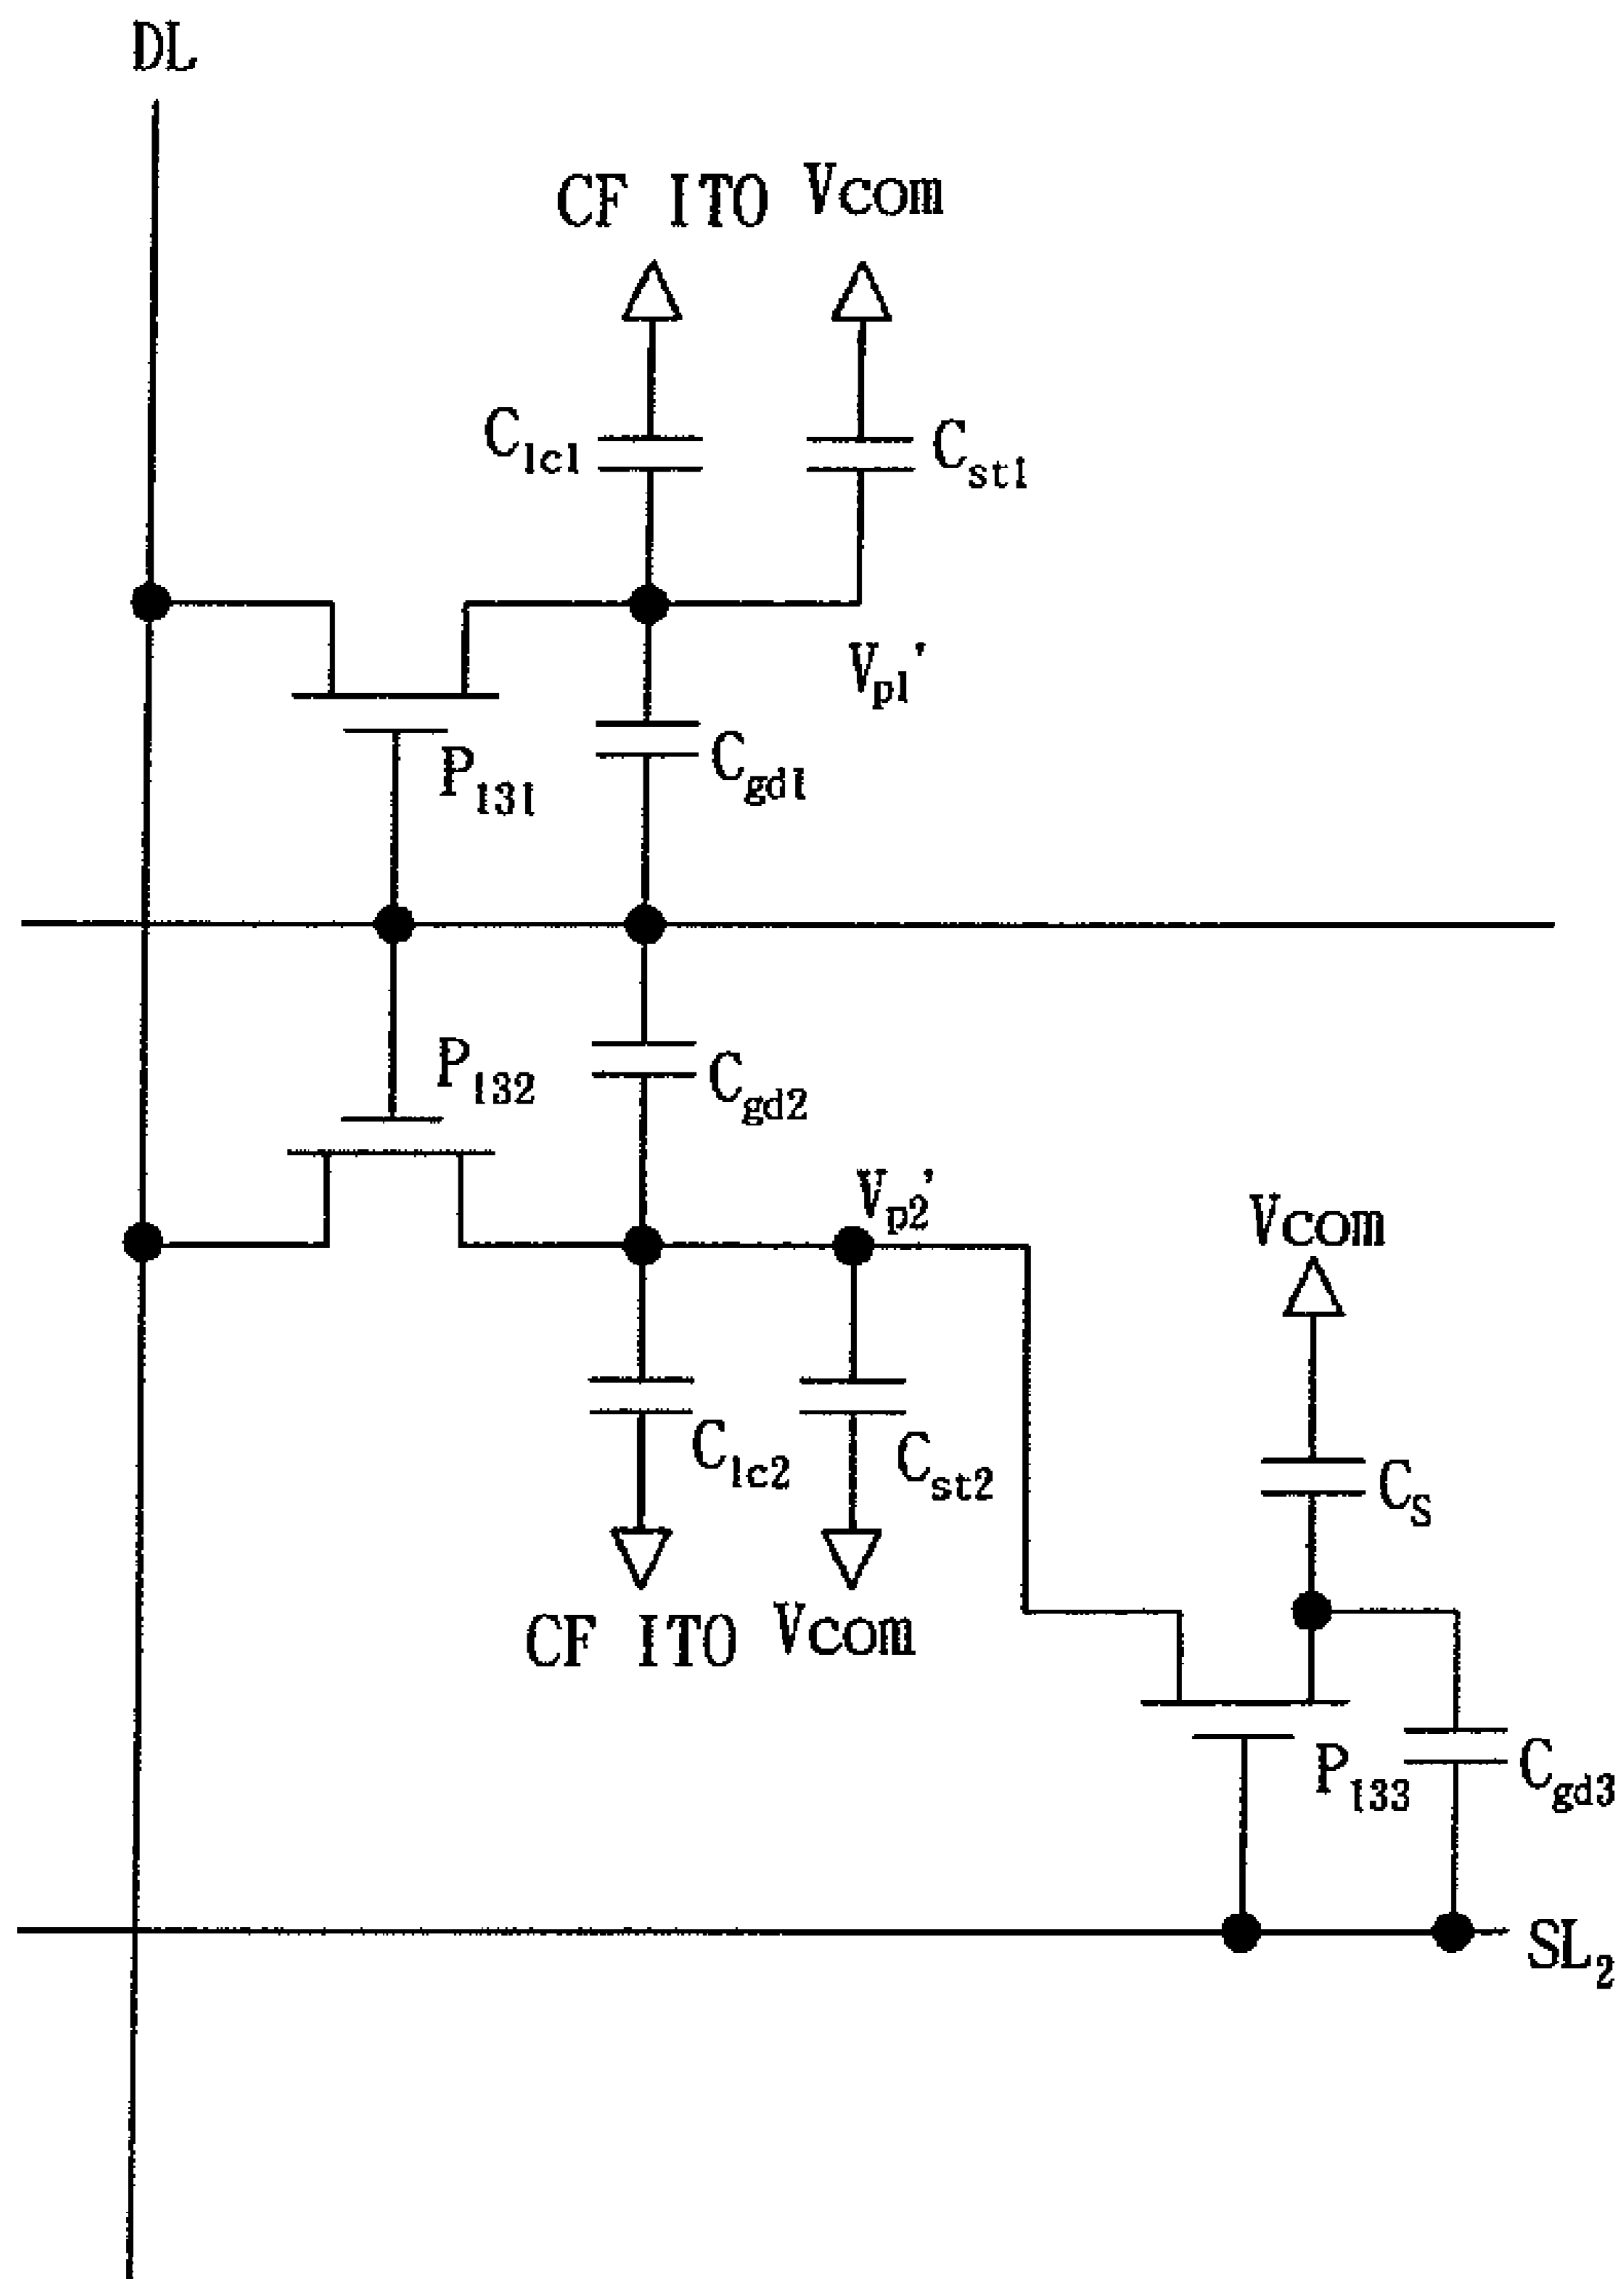 DL
CF ITO Vcom
Clc1
Cst1
Vp1'
P131
Cgd1
P132
Cgd2
Vp2'
Vcom
Clc2
Cst2
CS
CF ITO Vcom
P133
Cgd3
SL2